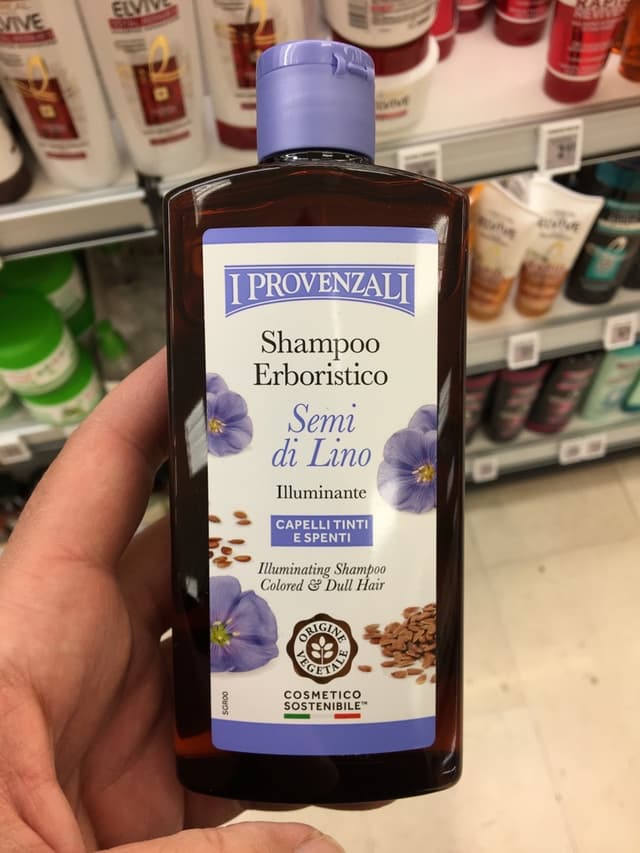 ELVIVE
I PROVENZALI
Shampoo
Erboristico
Semi
di Lino
Illuminante
CAPELLI TINTI
E SPENTI
Illuminating Shampoo
Colored & Dull Hair
ORIGINE
VEGETALE
COSMETICO
SOSTENIBILE™
SGR00